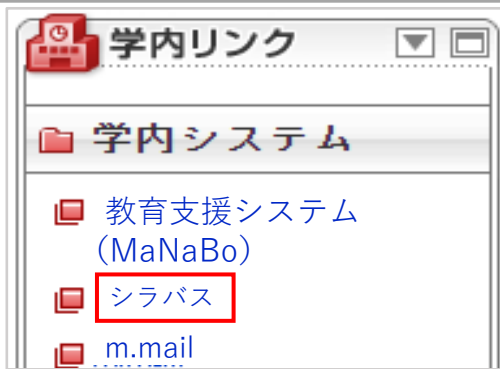 学内リンク
学内システム
教育支援システム
(MaNaBo)
シラバス
m.mail